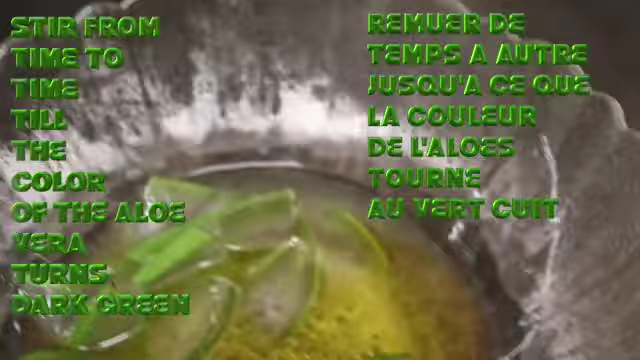 STIR FROM
TIME TO
TIME
TILL
THE
COLOR
OF THE ALOE
VERA
TURNS
DARK GREEN
REMUER DE
TEMPS A AUTRE
JUSQU'A CE QUE
LA COULEUR
DE L'ALOES
TOURNE
AU VERT CUIT